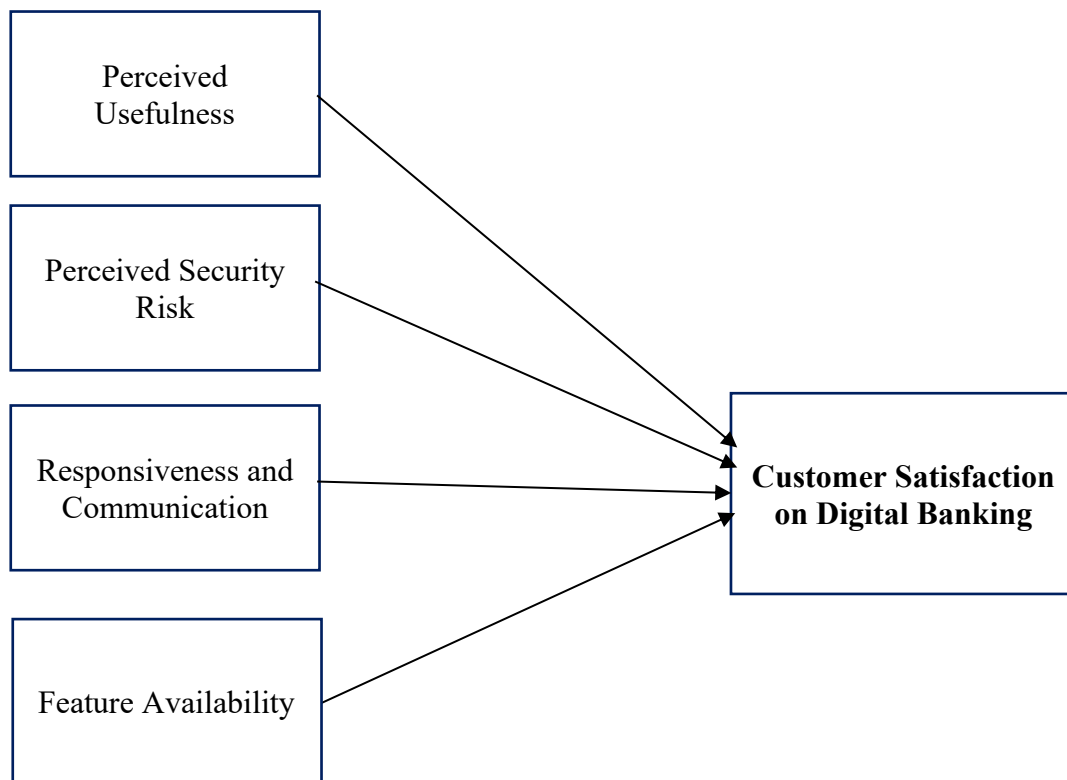 Perceived
Usefulness
Perceived Security
Risk
Responsiveness and
Communication
Feature Availability
Customer Satisfaction
on Digital Banking